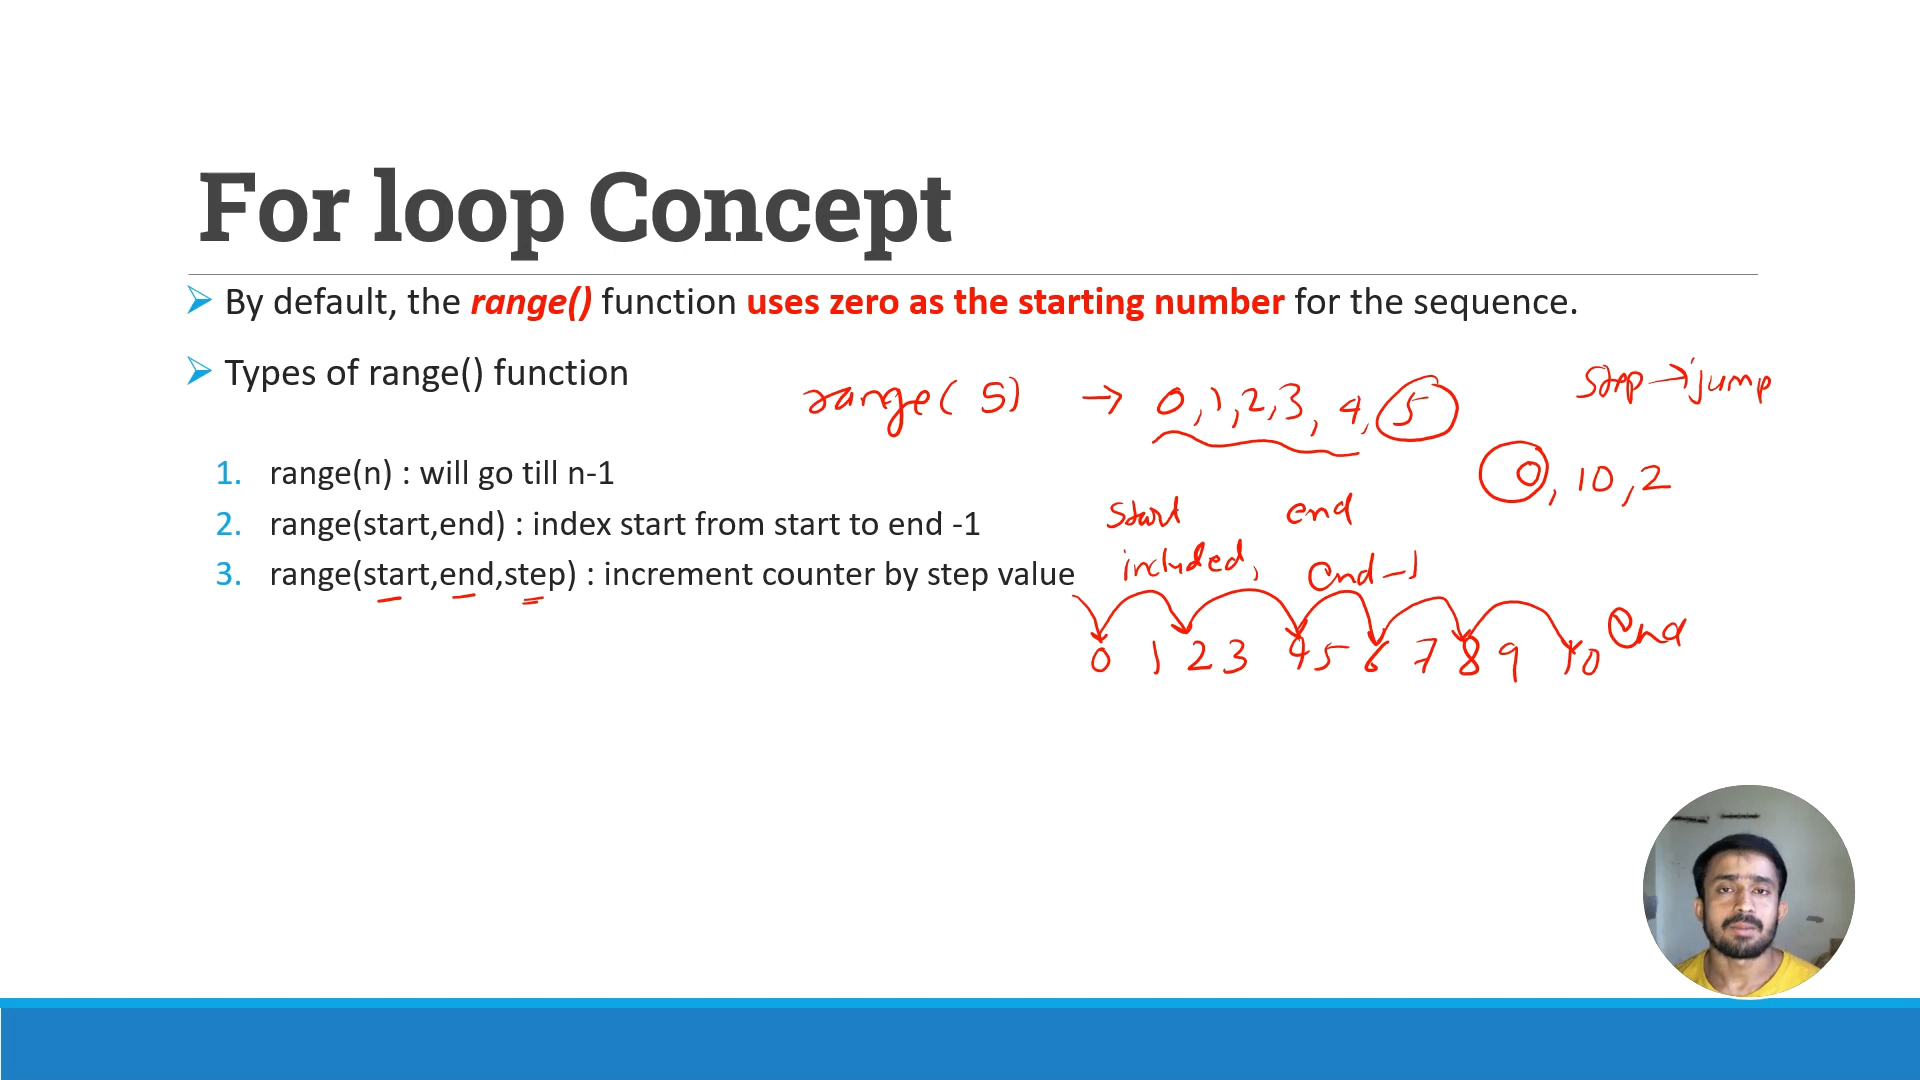 For loop Concept
By default, the range() function uses zero as the starting number for the sequence.
Types of range() function
step → jump
range( 5) → 0,1,2,3, 4, 5
1. range(n) : will go till n-1
0, 10, 2
start end
2. range(start,end) : index start from start to end -1
included, end-1
3. range(start,end,step) : increment counter by step value
0 1 2 3 4 5 6 7 8 9 10 end